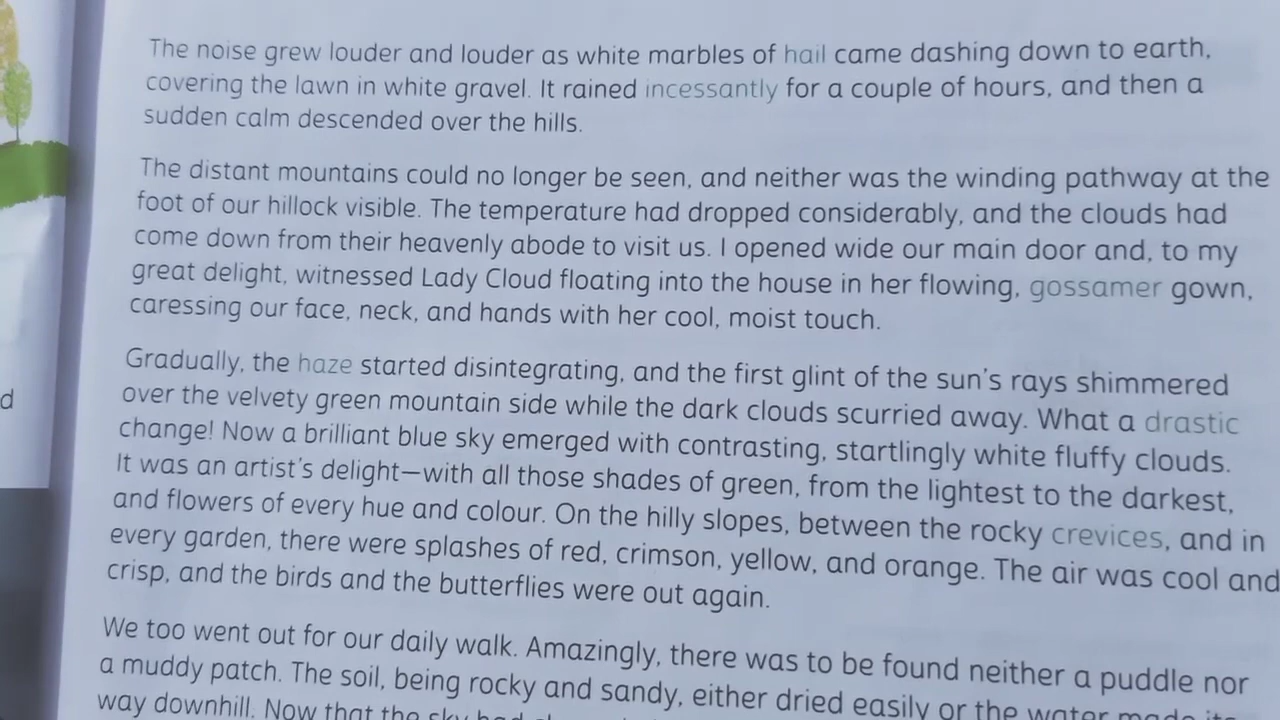 The noise grew louder and louder as white marbles of hail came dashing down to earth,
covering the lawn in white gravel. It rained incessantly for a couple of hours, and then a
sudden calm descended over the hills.
The distant mountains could no longer be seen, and neither was the winding pathway at the
foot of our hillock visible. The temperature had dropped considerably, and the clouds had
come down from their heavenly abode to visit us. I opened wide our main door and, to my
great delight, witnessed Lady Cloud floating into the house in her flowing, gossamer gown,
caressing our face, neck, and hands with her cool, moist touch.
Gradually, the haze started disintegrating, and the first glint of the sun's rays shimmered
over the velvety green mountain side while the dark clouds scurried away. What a drastic
change! Now a brilliant blue sky emerged with contrasting, startlingly white fluffy clouds.
It was an artist's delight—with all those shades of green, from the lightest to the darkest,
and flowers of every hue and colour. On the hilly slopes, between the rocky crevices, and in
every garden, there were splashes of red, crimson, yellow, and orange. The air was cool and
crisp, and the birds and the butterflies were out again.
We too went out for our daily walk. Amazingly, there was to be found neither a puddle nor
a muddy patch. The soil, being rocky and sandy, either dried easily or the water made its
way downhill. Now that the sky had
d